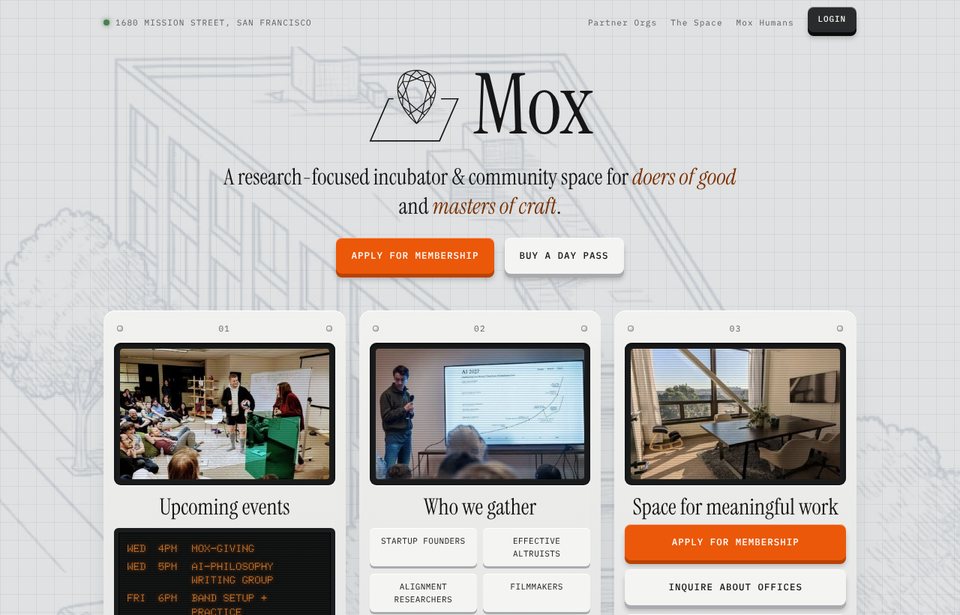 1680 MISSION STREET, SAN FRANCISCO
Partner Orgs The Space Mox Humans LOGIN
Mox
A research-focused incubator & community space for doers of good
and masters of craft.
APPLY FOR MEMBERSHIP BUY A DAY PASS
01
02
03
AI 2027
Upcoming events
Who we gather
Space for meaningful work
WED 4PM MOX-GIVING
WED 5PM AI-PHILOSOPHY
WRITING GROUP
FRI 6PM BAND SETUP +
PRACTICE
STARTUP FOUNDERS
EFFECTIVE
ALTRUISTS
ALIGNMENT
RESEARCHERS
FILMMAKERS
APPLY FOR MEMBERSHIP
INQUIRE ABOUT OFFICES